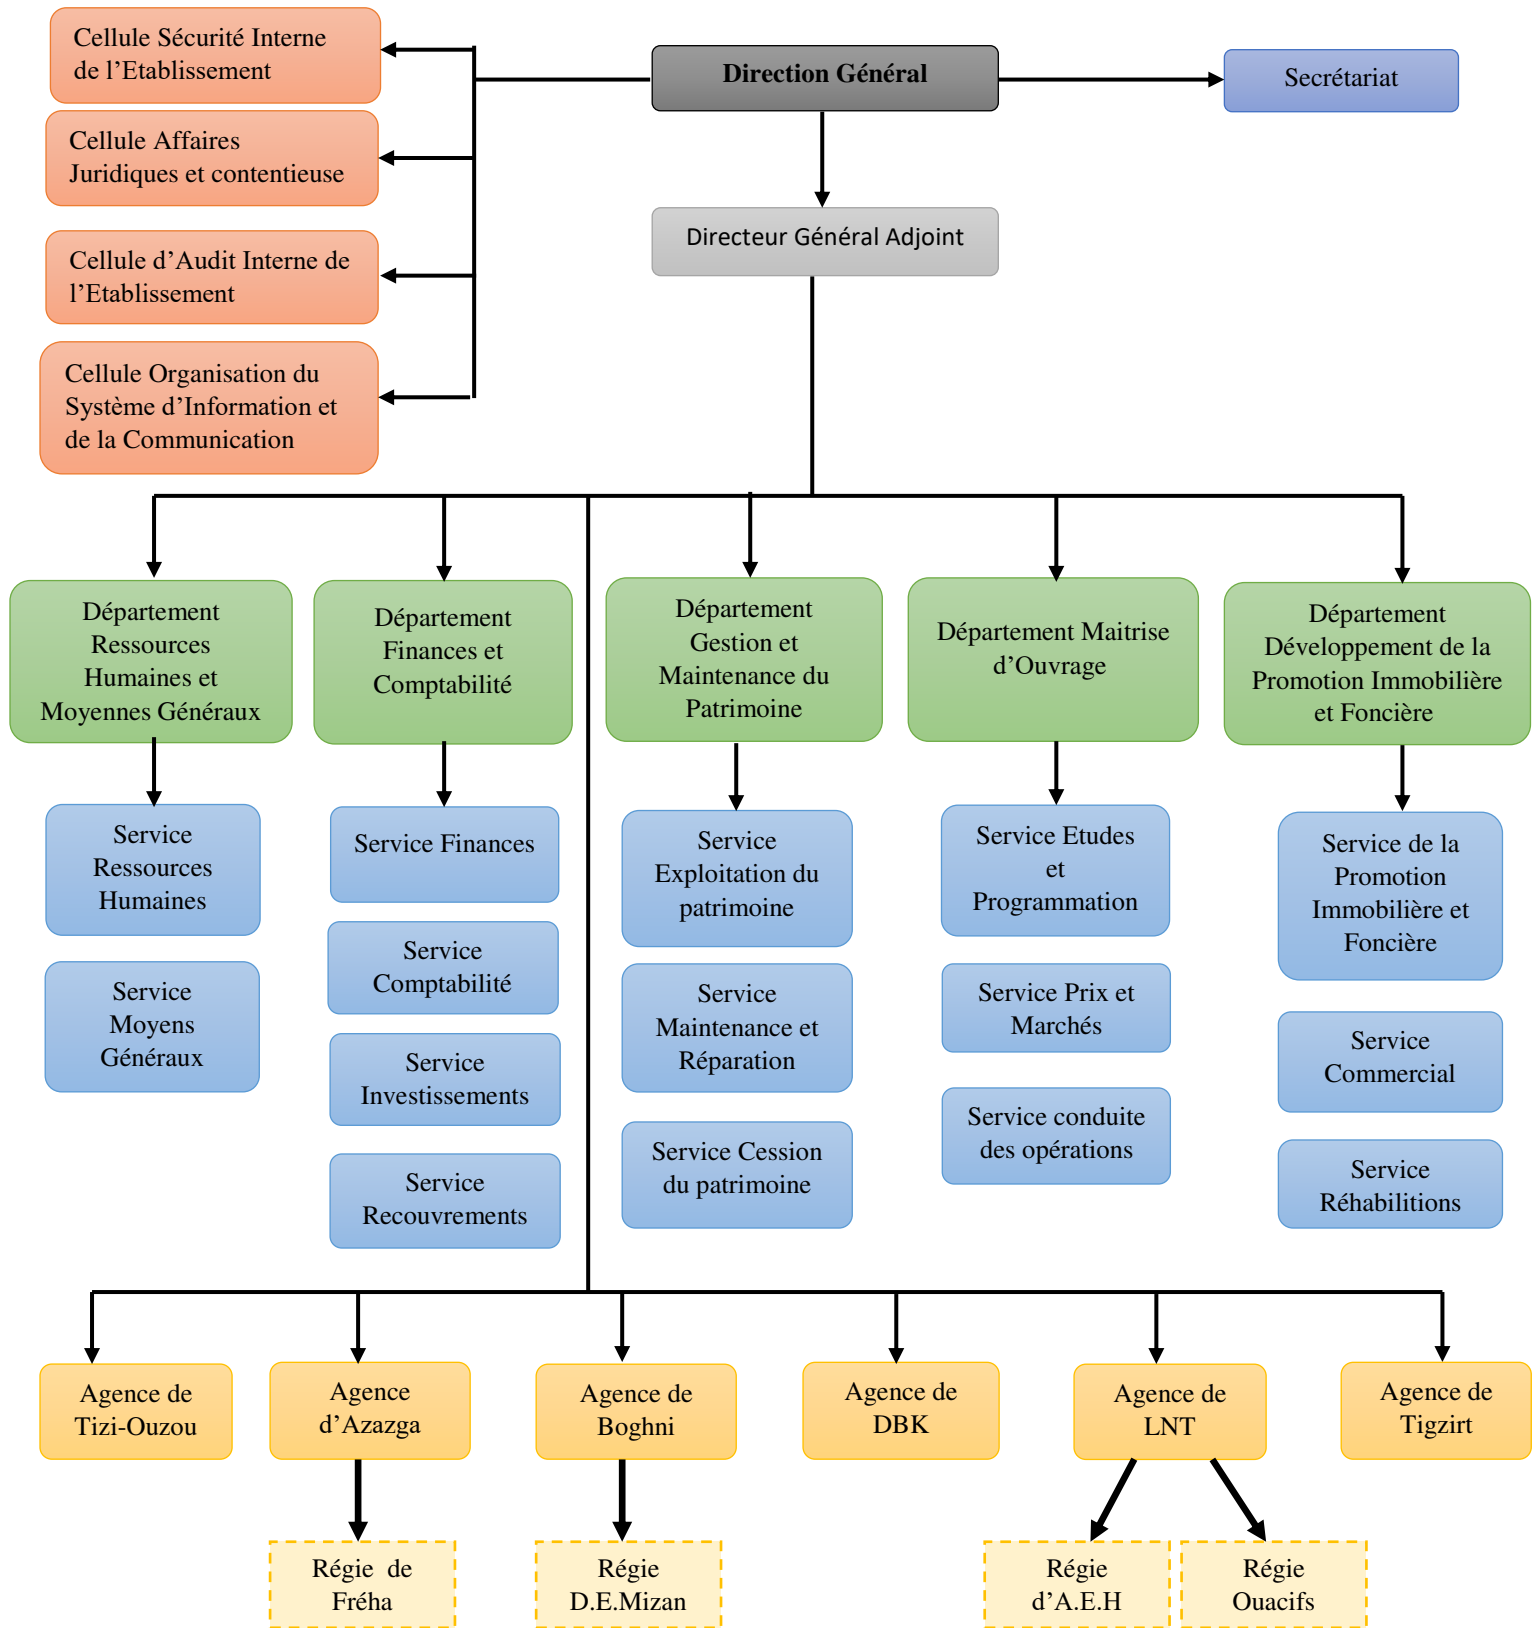 Cellule Sécurité Interne
de l’Etablissement
Direction Général
Secrétariat
Cellule Affaires
Juridiques et contentieuse
Directeur Général Adjoint
Cellule d’Audit Interne de
l’Etablissement
Cellule Organisation du
Système d’Information et
de la Communication
Département
Ressources
Humaines et
Moyennes Généraux
Département
Finances et
Comptabilité
Département
Gestion et
Maintenance du
Patrimoine
Département Maitrise
d’Ouvrage
Département
Développement de la
Promotion Immobilière
et Foncière
Service
Ressources
Humaines
Service
Moyens
Généraux
Service Finances
Service
Comptabilité
Service
Investissements
Service
Recouvrements
Service
Exploitation du
patrimoine
Service
Maintenance et
Réparation
Service Cession
du patrimoine
Service Etudes
et
Programmation
Service Prix et
Marchés
Service conduite
des opérations
Service de la
Promotion
Immobilière et
Foncière
Service
Commercial
Service
Réhabilitions
Agence de
Tizi-Ouzou
Agence
d’Azazga
Agence de
Boghni
Agence de
DBK
Agence de
LNT
Agence de
Tigzirt
Régie de
Fréha
Régie
D.E.Mizan
Régie
d’A.E.H
Régie
Ouacifs